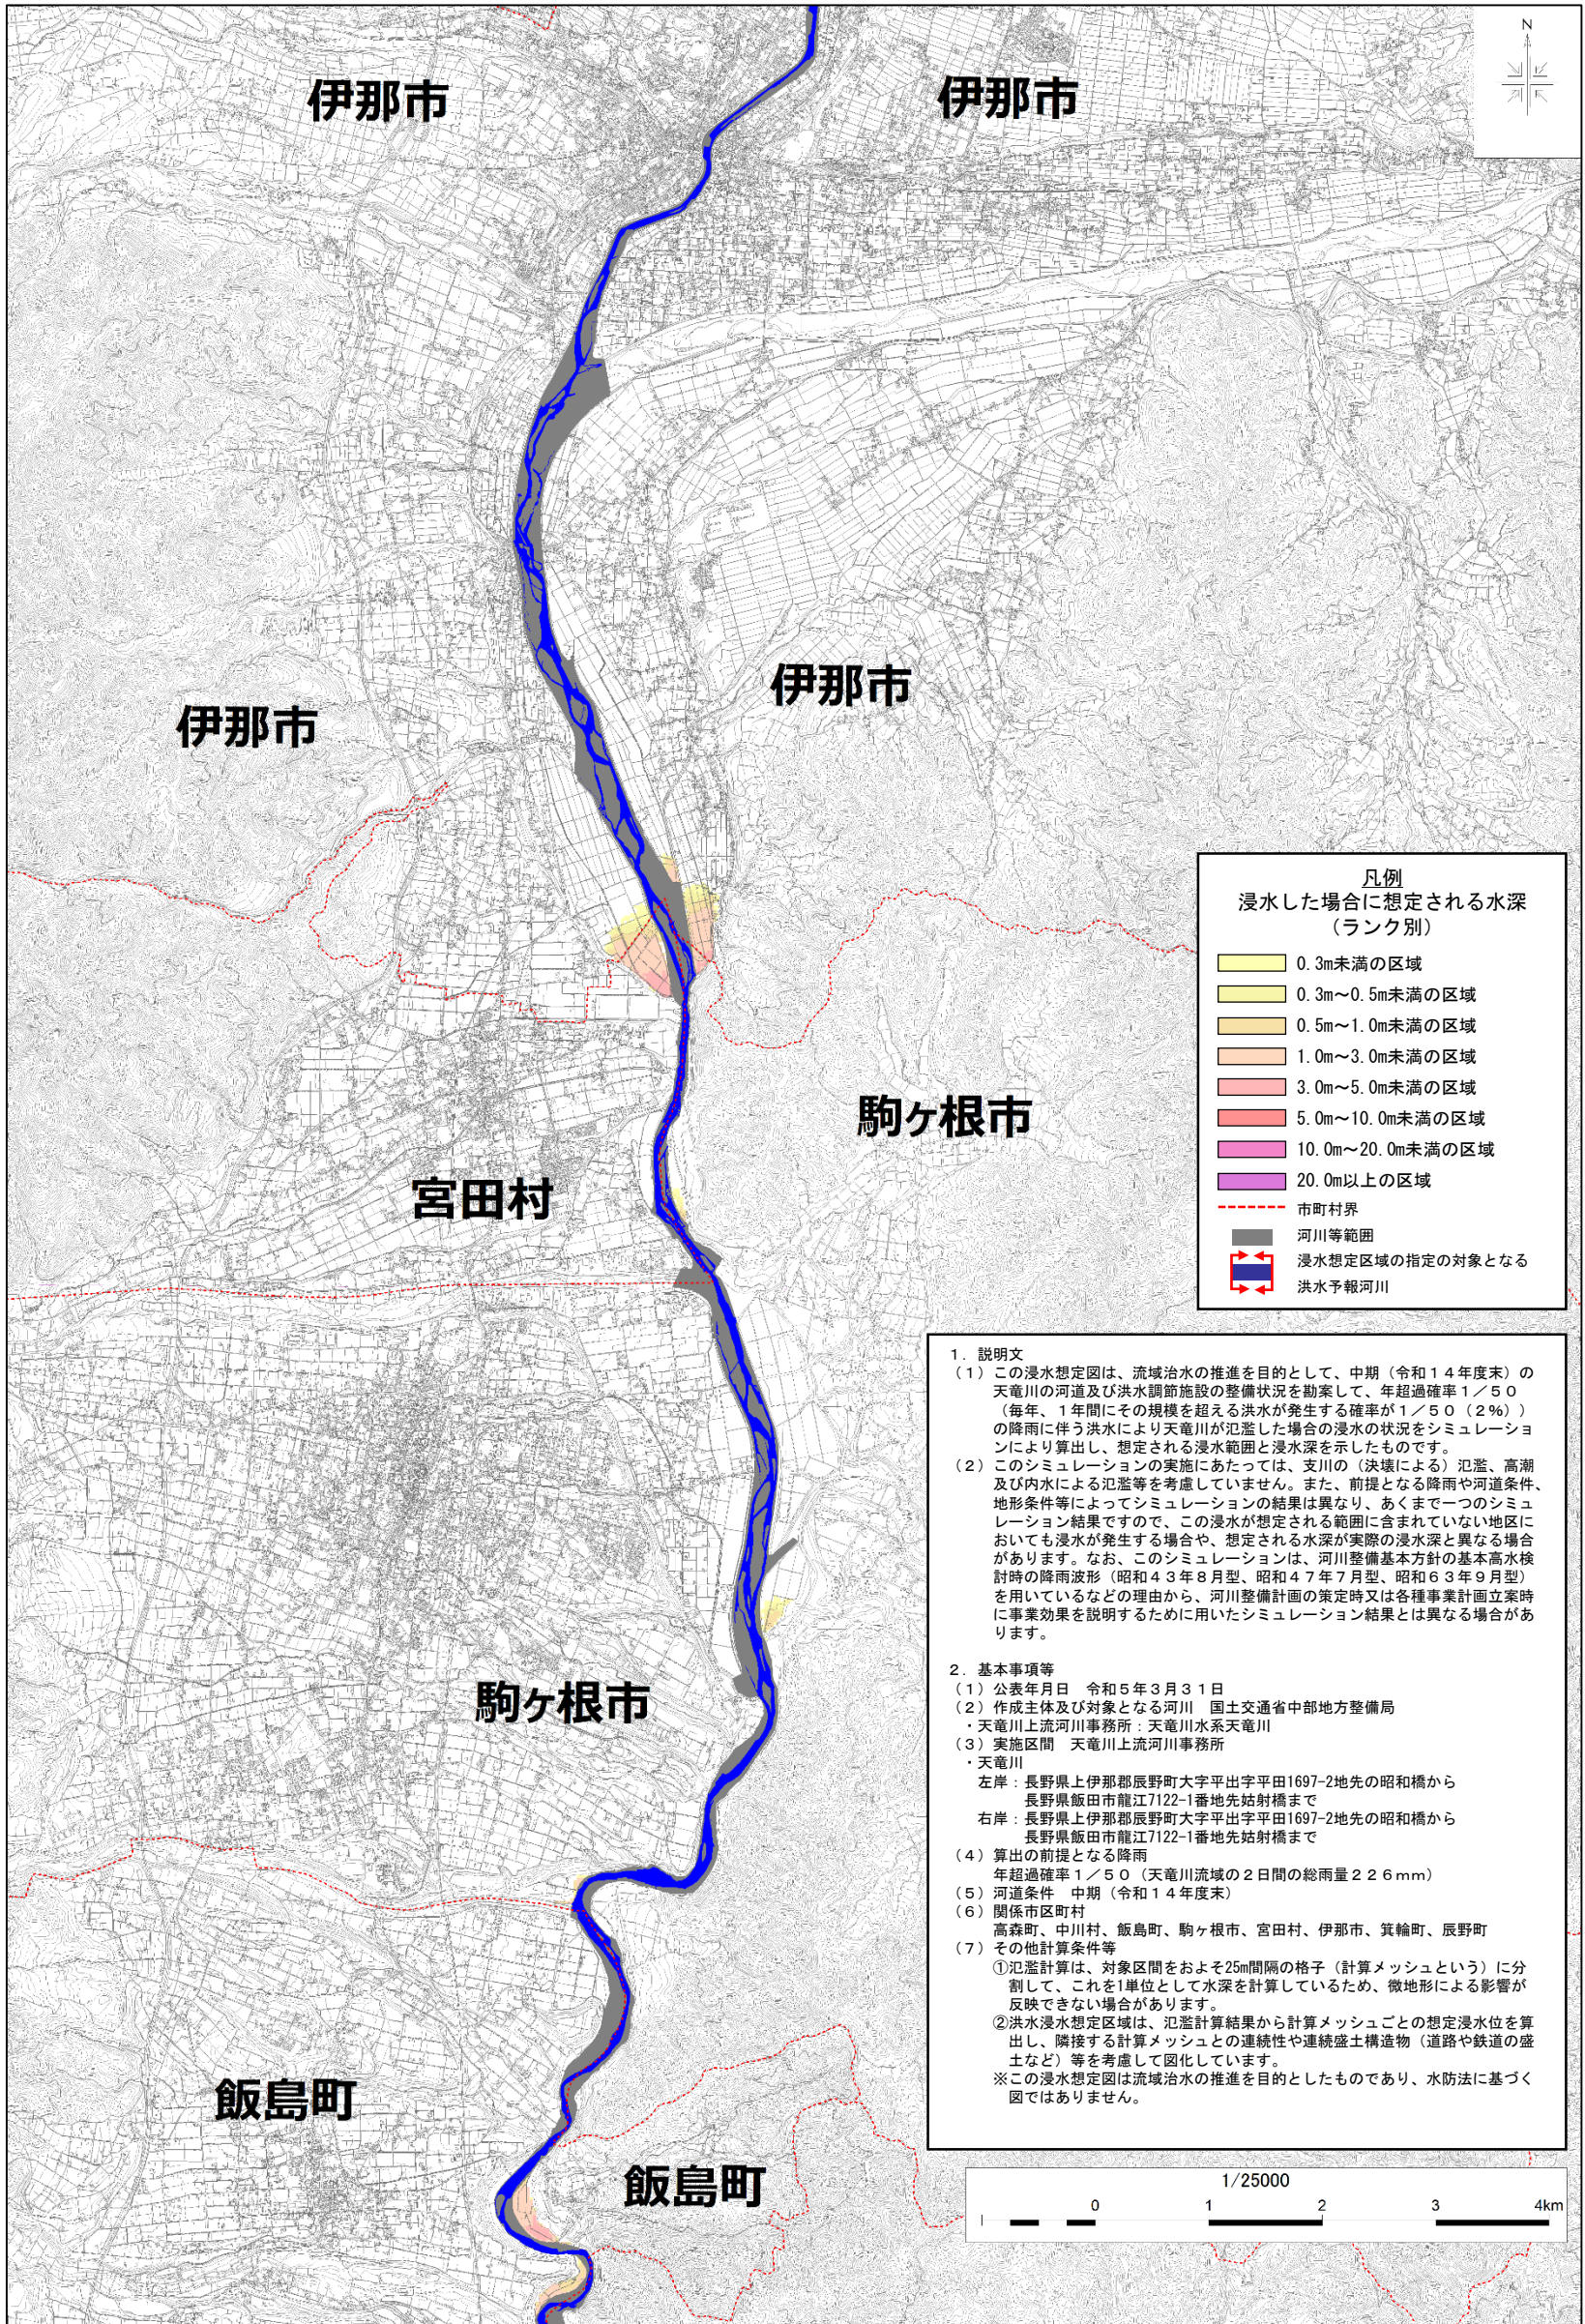 N
伊那市
伊那市
伊那市
伊那市
凡例
浸水した場合に想定される水深
（ランク別）
0.3m未満の区域
0.3m～0.5m未満の区域
0.5m～1.0m未満の区域
1.0m～3.0m未満の区域
3.0m～5.0m未満の区域
5.0m～10.0m未満の区域
10.0m～20.0m未満の区域
20.0m以上の区域
市町村界
河川等範囲
浸水想定区域の指定の対象となる
洪水予報河川
駒ヶ根市
宮田村
駒ヶ根市
飯島町
飯島町
1．説明文
（１）この浸水想定図は、流域治水の推進を目的として、中期（令和１４年度末）の
天竜川の河道及び洪水調節施設の整備状況を勘案して、年超過確率１／５０
（毎年、１年間にその規模を超える洪水が発生する確率が１／５０（２%））
の降雨に伴う洪水により天竜川が氾濫した場合の浸水の状況をシミュレーショ
ンにより算出し、想定される浸水範囲と浸水深を示したものです。
（２）このシミュレーションの実施にあたっては、支川の（決壊による）氾濫、高潮
及び内水による氾濫等を考慮していません。また、前提となる降雨や河道条件、
地形条件等によってシミュレーションの結果は異なり、あくまで一つのシミュ
レーション結果ですので、この浸水が想定される範囲に含まれていない地区に
おいても浸水が発生する場合や、想定される水深が実際の浸水深と異なる場合
があります。なお、このシミュレーションは、河川整備基本方針の基本高水検
討時の降雨波形（昭和４３年８月型、昭和４７年７月型、昭和６３年９月型）
を用いているなどの理由から、河川整備計画の策定時又は各種事業計画立案時
に事業効果を説明するために用いたシミュレーション結果とは異なる場合があ
ります。
2．基本事項等
（１）公表年月日　令和５年３月３１日
（２）作成主体及び対象となる河川　国土交通省中部地方整備局
・天竜川上流河川事務所：天竜川水系天竜川
（３）実施区間　天竜川上流河川事務所
・天竜川
左岸：長野県上伊那郡辰野町大字平出字平田1697-2地先の昭和橋から
長野県飯田市龍江7122-1番地先姑射橋まで
右岸：長野県上伊那郡辰野町大字平出字平田1697-2地先の昭和橋から
長野県飯田市龍江7122-1番地先姑射橋まで
（４）算出の前提となる降雨
年超過確率１／５０（天竜川流域の２日間の総雨量２２６mm）
（５）河道条件　中期（令和１４年度末）
（６）関係市区町村
高森町、中川村、飯島町、駒ヶ根市、宮田村、伊那市、箕輪町、辰野町
（７）その他計算条件等
①氾濫計算は、対象区間をおよそ25m間隔の格子（計算メッシュという）に分
割して、これを1単位として水深を計算しているため、微地形による影響が
反映できない場合があります。
②洪水浸水想定区域は、氾濫計算結果から計算メッシュごとの想定浸水位を算
出し、隣接する計算メッシュとの連続性や連続盛土構造物（道路や鉄道の盛
土など）等を考慮して図化しています。
※この浸水想定図は流域治水の推進を目的としたものであり、水防法に基づく
図ではありません。
1/25000
0 1 2 3 4km